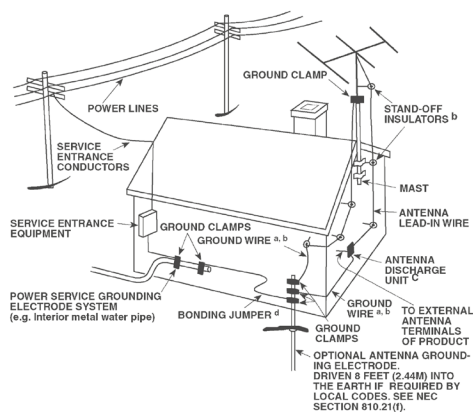 GROUND CLAMP
POWER LINES
STAND-OFF
INSULATORS b
SERVICE
ENTRANCE
CONDUCTORS
MAST
ANTENNA
LEAD-IN WIRE
SERVICE ENTRANCE
EQUIPMENT
GROUND CLAMPS
GROUND WIRE a, b
ANTENNA
DISCHARGE
UNIT C
POWER SERVICE GROUNDING
ELECTRODE SYSTEM
(e.g. Interior metal water pipe)
BONDING JUMPER d
GROUND
WIRE a, b
TO EXTERNAL
ANTENNA
TERMINALS
OF PRODUCT
GROUND
CLAMPS
OPTIONAL ANTENNA GROUND-
ING ELECTRODE.
DRIVEN 8 FEET (2.44M) INTO
THE EARTH IF REQUIRED BY
LOCAL CODES. SEE NEC
SECTION 810.21(f).